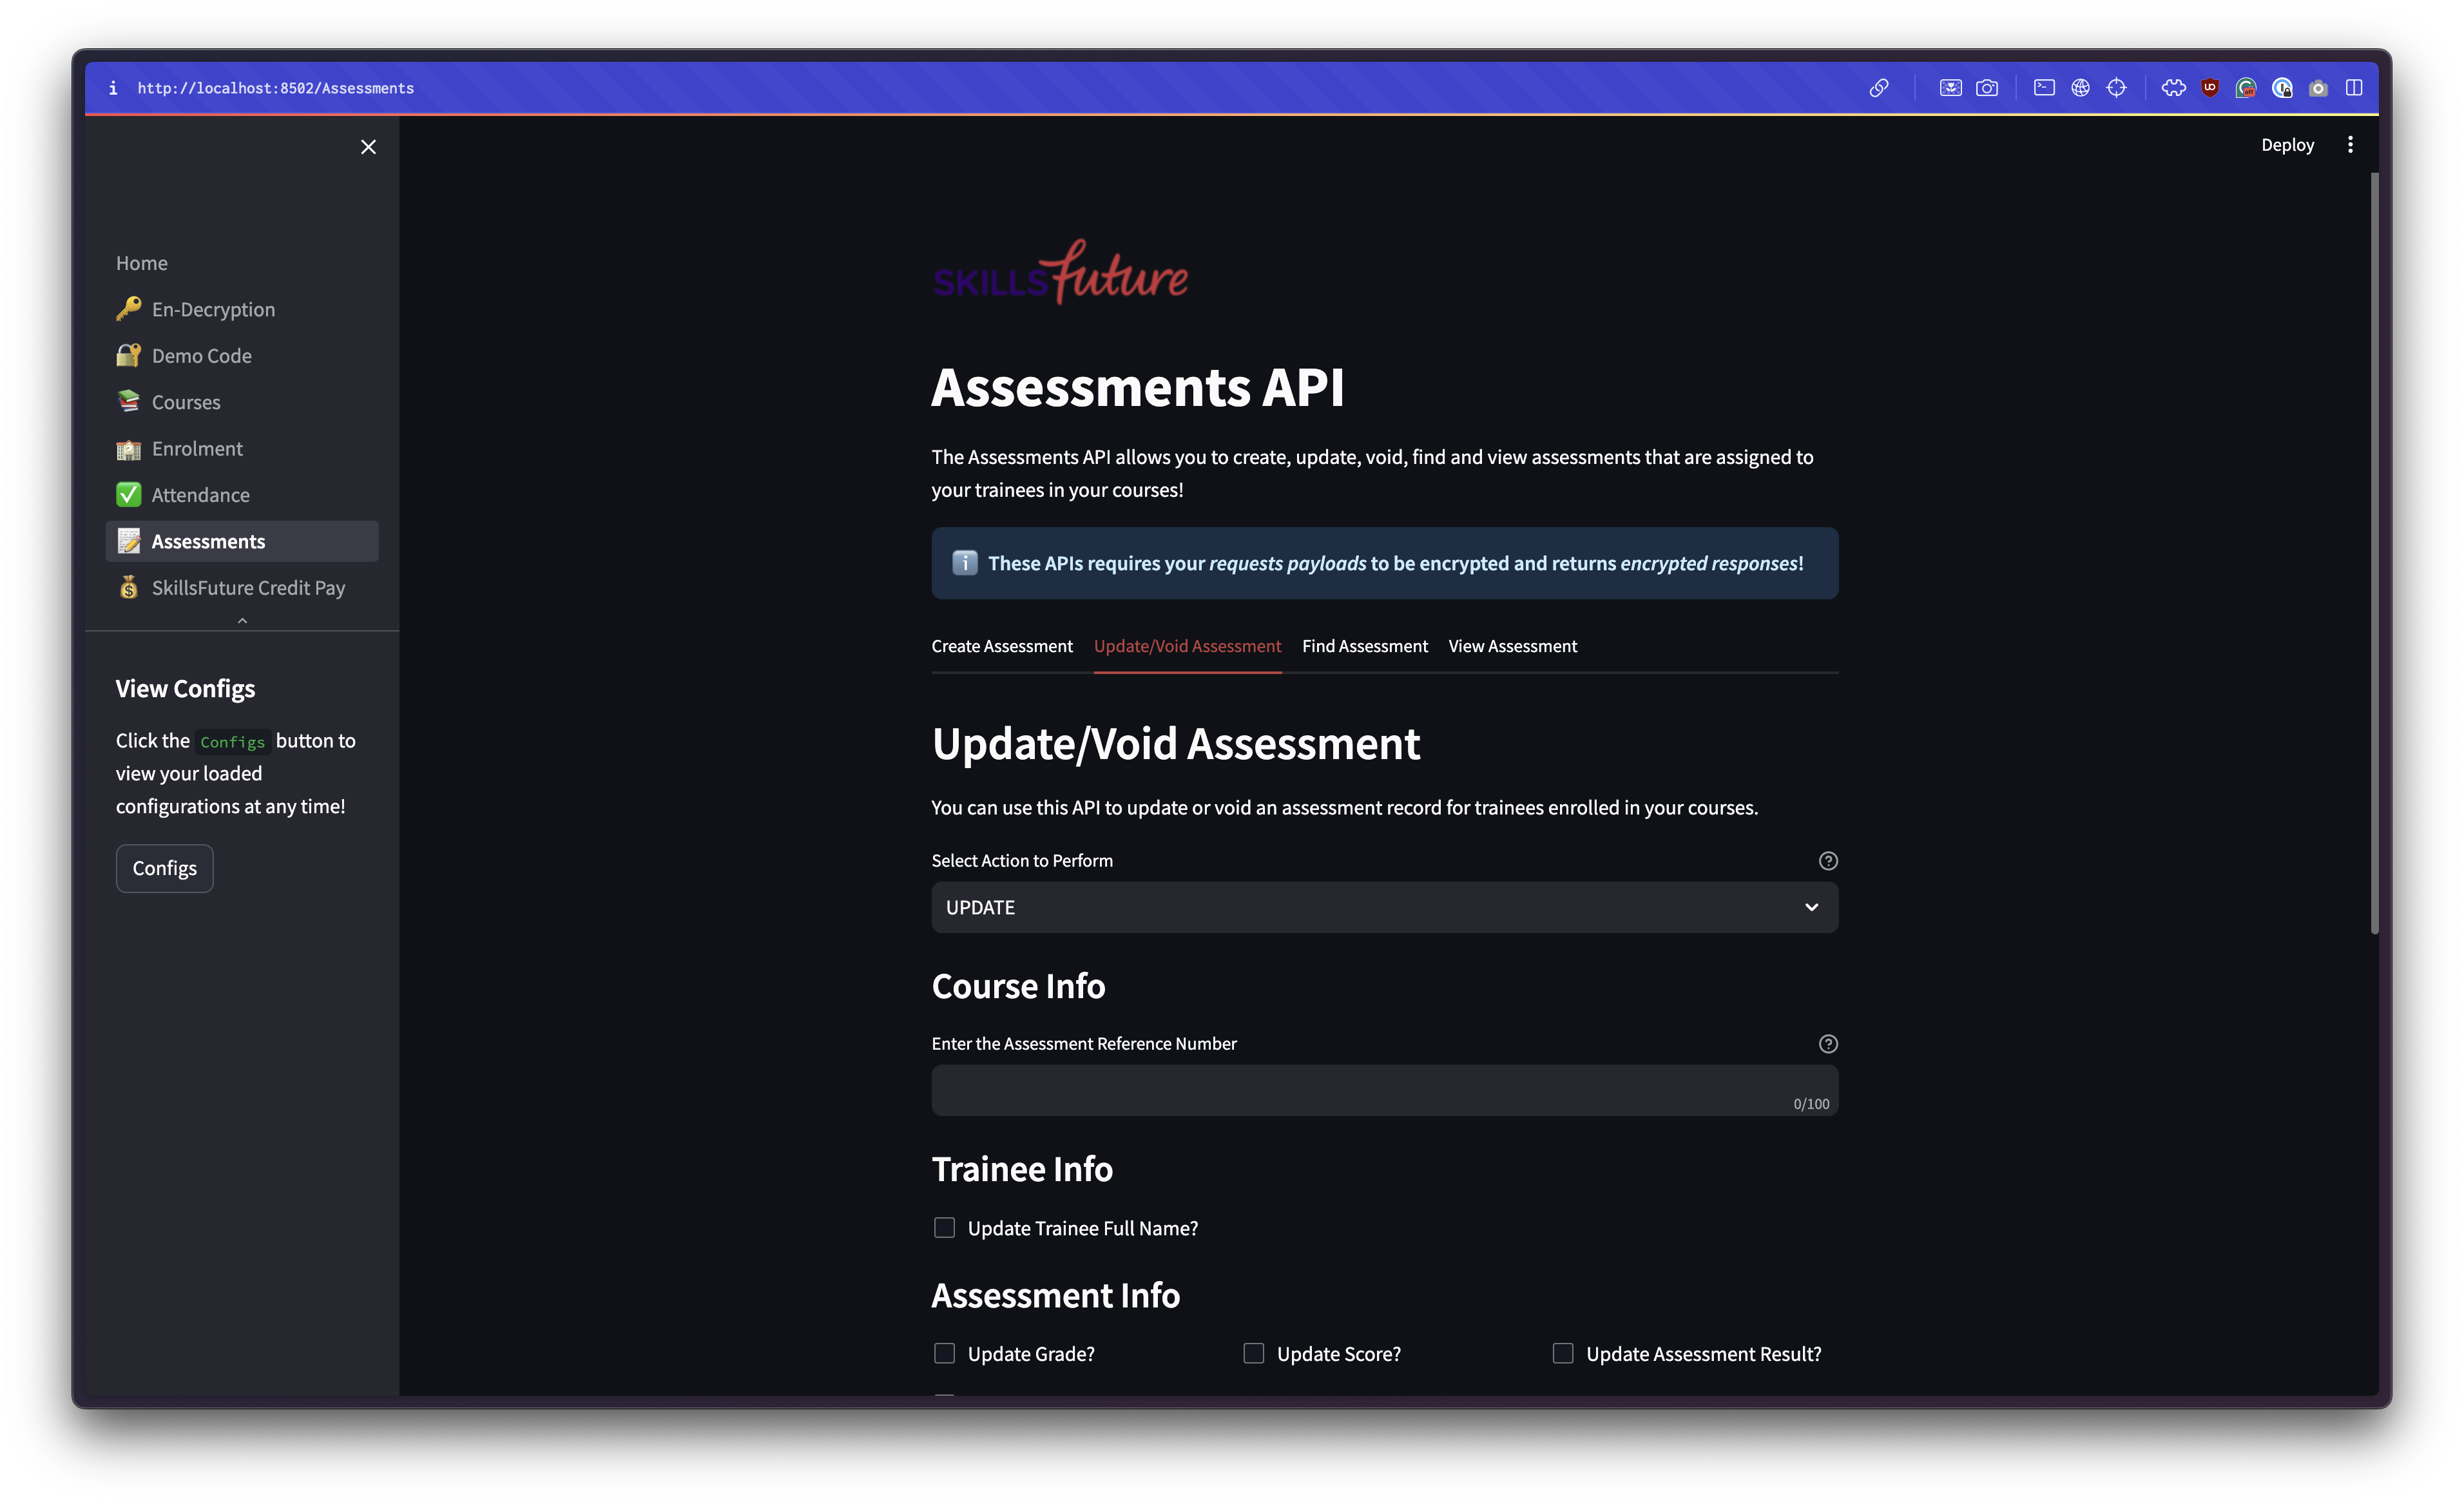 http://localhost:8502/Assessments
Deploy
Home
En-Decryption
Demo Code
Courses
Enrolment
Attendance
Assessments
SkillsFuture Credit Pay
View Configs
Click the Configs button to
view your loaded
configurations at any time!
Configs
SKILLSfuture
Assessments API
The Assessments API allows you to create, update, void, find and view assessments that are assigned to
your trainees in your courses!
These APIs requires your requests payloads to be encrypted and returns encrypted responses!
Create Assessment Update/Void Assessment Find Assessment View Assessment
Update/Void Assessment
You can use this API to update or void an assessment record for trainees enrolled in your courses.
Select Action to Perform
UPDATE
Course Info
Enter the Assessment Reference Number
0/100
Trainee Info
Update Trainee Full Name?
Assessment Info
Update Grade? Update Score? Update Assessment Result?